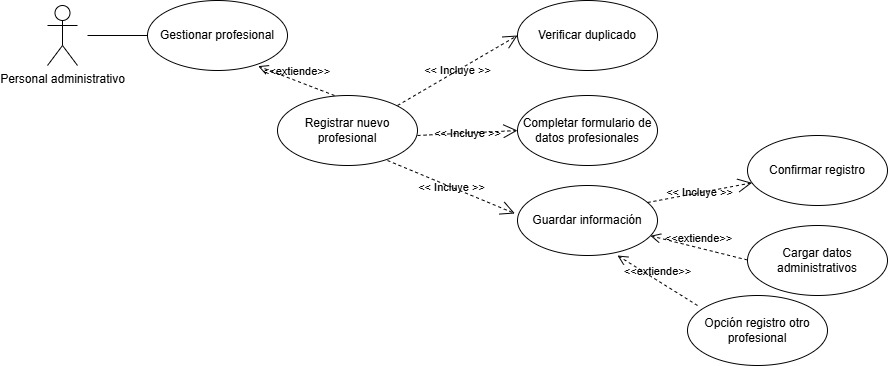 Gestionar profesional
Personal administrativo
<<extiende>>
Verificar duplicado
<< Incluye >>
Registrar nuevo
profesional
Completar formulario de
datos profesionales
<< Incluye >>
<< Incluye >>
Guardar información
Confirmar registro
<< Incluye >>
<<extiende>>
Cargar datos
administrativos
<<extiende>>
Opción registro otro
profesional